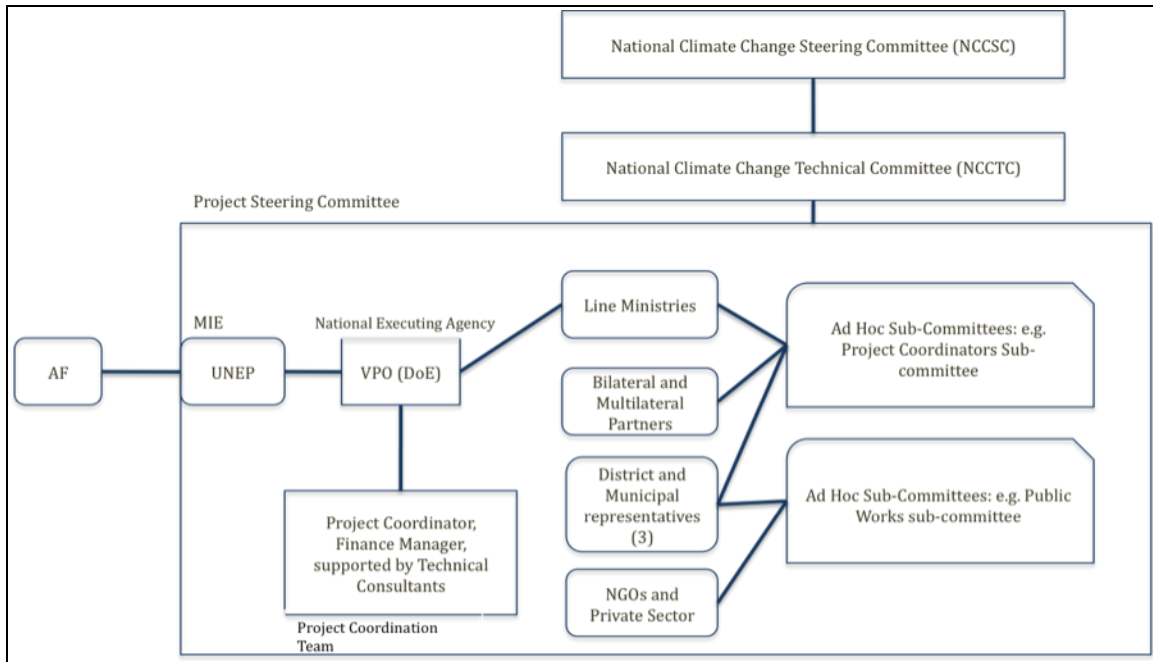 National Climate Change Steering Committee (NCCSC)
National Climate Change Technical Committee (NCCTC)
Project Steering Committee
MIE
National Executing Agency
AF
UNEP
VPO (DoE)
Line Ministries
Bilateral and
Multilateral
Partners
District and
Municipal
representatives
(3)
NGOs and
Private Sector
Ad Hoc Sub-Committees: e.g.
Project Coordinators Sub-
committee
Ad Hoc Sub-Committees: e.g. Public
Works sub-committee
Project Coordinator,
Finance Manager,
supported by Technical
Consultants
Project Coordination
Team